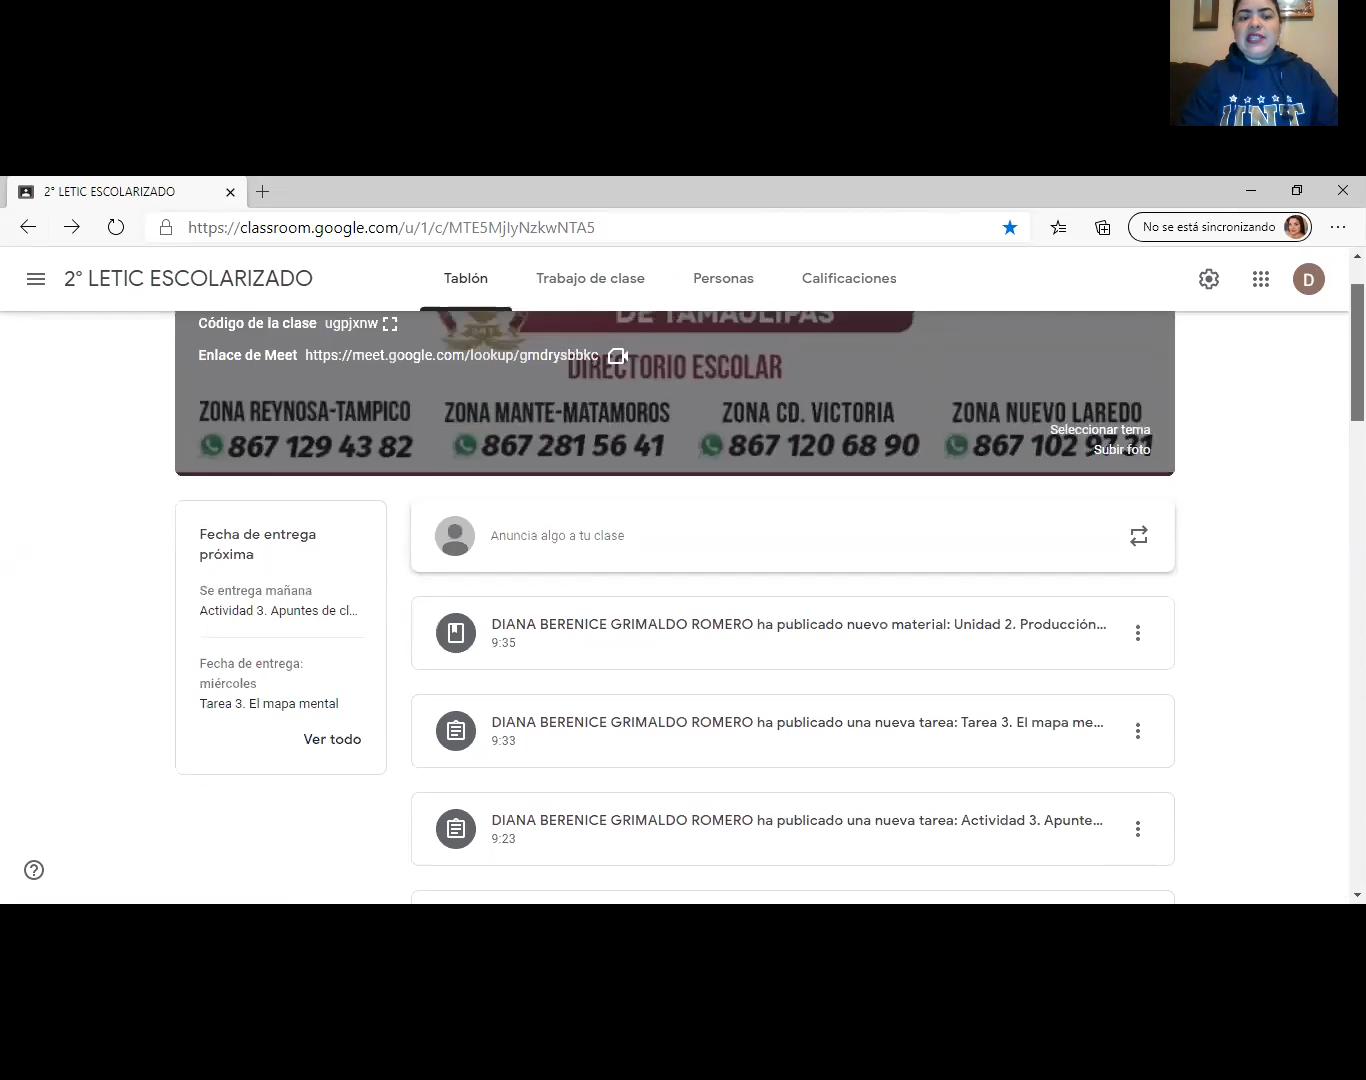 UNT
2° LETIC ESCOLARIZADO
https://classroom.google.com/u/1/c/MTE5MjIyNzkwNTA5
No se está sincronizando
2° LETIC ESCOLARIZADO
Tablón
Trabajo de clase
Personas
Calificaciones
D
DE TAMAULIPAS
Código de la clase ugpjxnw
Enlace de Meet https://meet.google.com/lookup/gmdrysbbkc
DIRECTORIO ESCOLAR
ZONA REYNOSA-TAMPICO
867 129 43 82
ZONA MANTE-MATAMOROS
867 281 56 41
ZONA CD. VICTORIA
867 120 68 90
ZONA NUEVO LAREDO
867 102 97 21
Seleccionar tema
Subir foto
Fecha de entrega
próxima
Se entrega mañana
Actividad 3. Apuntes de cl...
Fecha de entrega:
miércoles
Tarea 3. El mapa mental
Ver todo
Anuncia algo a tu clase
DIANA BERENICE GRIMALDO ROMERO ha publicado nuevo material: Unidad 2. Producción...
9:35
DIANA BERENICE GRIMALDO ROMERO ha publicado una nueva tarea: Tarea 3. El mapa me...
9:33
DIANA BERENICE GRIMALDO ROMERO ha publicado una nueva tarea: Actividad 3. Apunte...
9:23